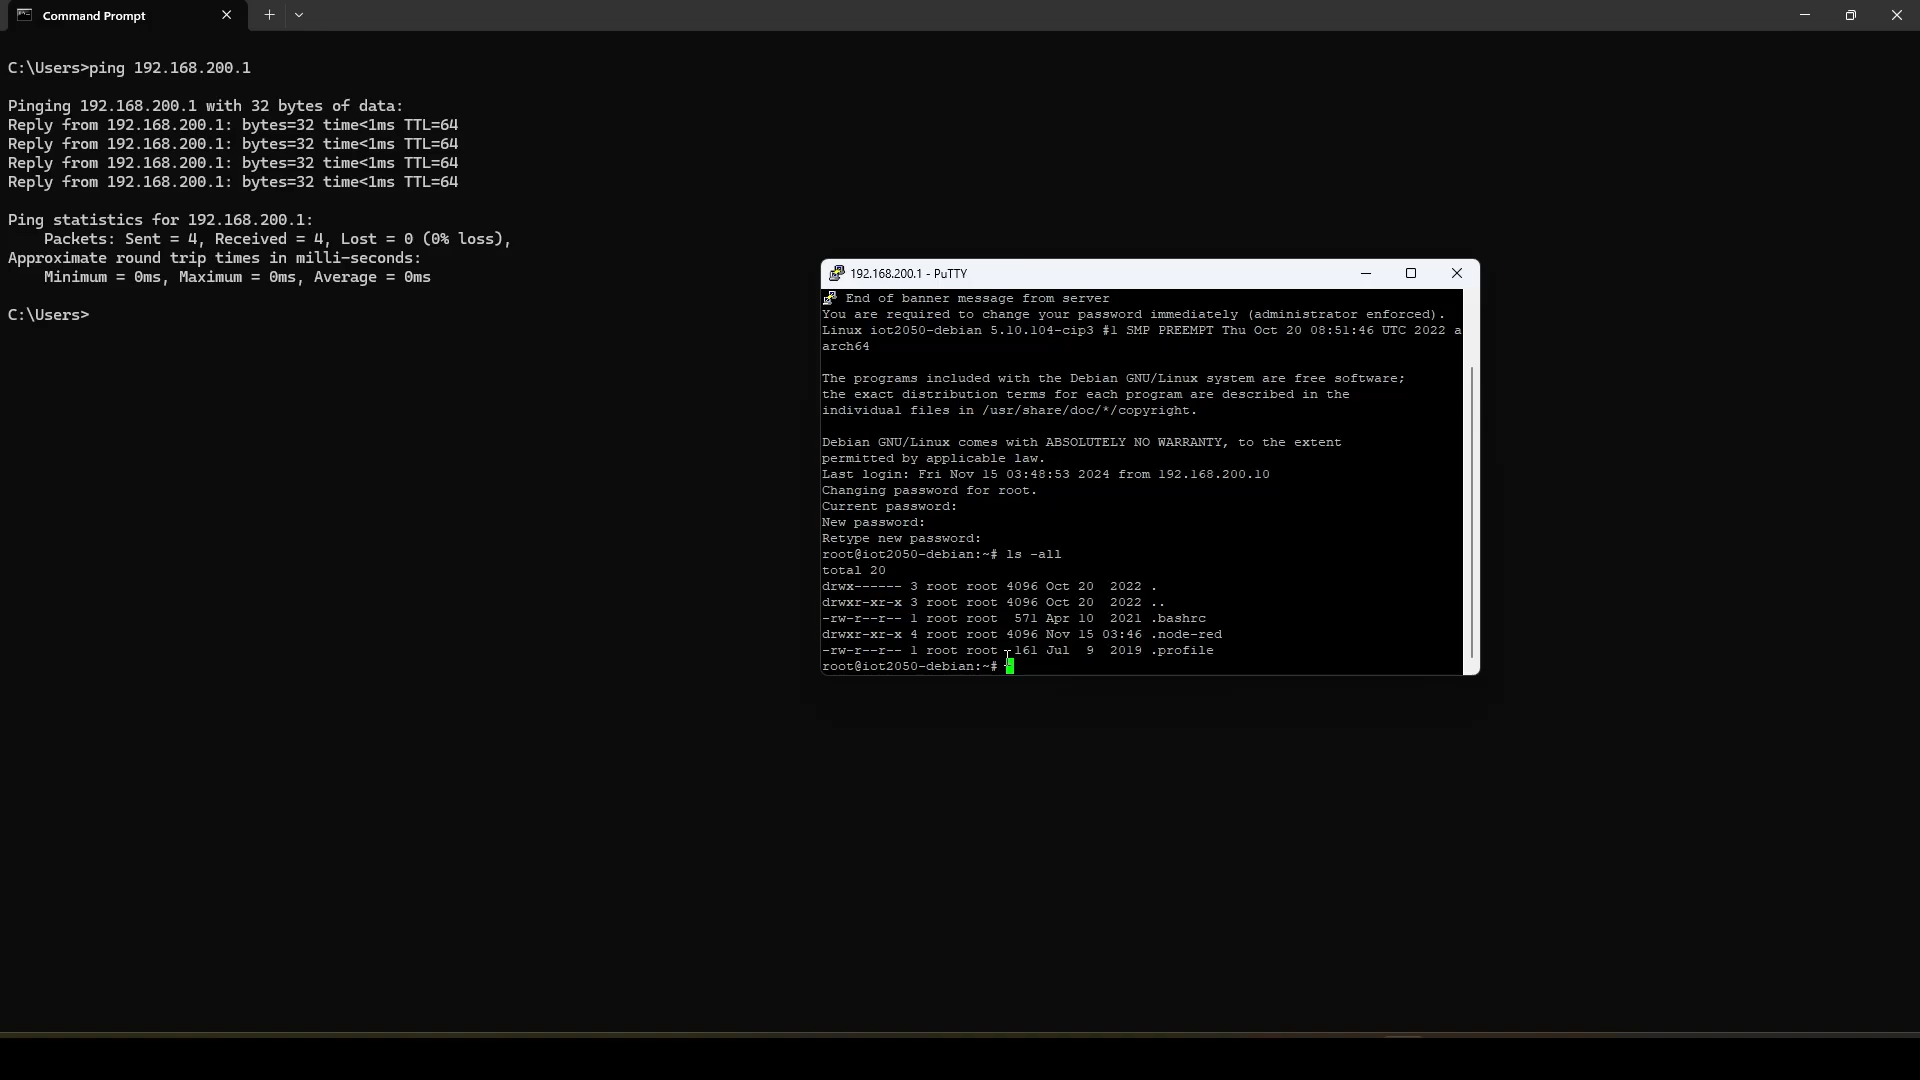 Command Prompt
C:\Users>ping 192.168.200.1
Pinging 192.168.200.1 with 32 bytes of data:
Reply from 192.168.200.1: bytes=32 time<1ms TTL=64
Reply from 192.168.200.1: bytes=32 time<1ms TTL=64
Reply from 192.168.200.1: bytes=32 time<1ms TTL=64
Reply from 192.168.200.1: bytes=32 time<1ms TTL=64
Ping statistics for 192.168.200.1:
    Packets: Sent = 4, Received = 4, Lost = 0 (0% loss),
Approximate round trip times in milli-seconds:
    Minimum = 0ms, Maximum = 0ms, Average = 0ms
C:\Users>
192.168.200.1 - PuTTY
End of banner message from server
You are required to change your password immediately (administrator enforced).
Linux iot2050-debian 5.10.104-cip3 #1 SMP PREEMPT Thu Oct 20 08:51:46 UTC 2022 a
arch64
The programs included with the Debian GNU/Linux system are free software;
the exact distribution terms for each program are described in the
individual files in /usr/share/doc/*/copyright.
Debian GNU/Linux comes with ABSOLUTELY NO WARRANTY, to the extent
permitted by applicable law.
Last login: Fri Nov 15 03:48:53 2024 from 192.168.200.10
Changing password for root.
Current password:
New password:
Retype new password:
root@iot2050-debian:~# ls -all
total 20
drwx------ 3 root root 4096 Oct 20  2022 .
drwxr-xr-x 3 root root 4096 Oct 20  2022 ..
-rw-r--r-- 1 root root  571 Apr 10  2021 .bashrc
drwxr-xr-x 4 root root 4096 Nov 15 03:46 .node-red
-rw-r--r-- 1 root root  161 Jul  9  2019 .profile
root@iot2050-debian:~#